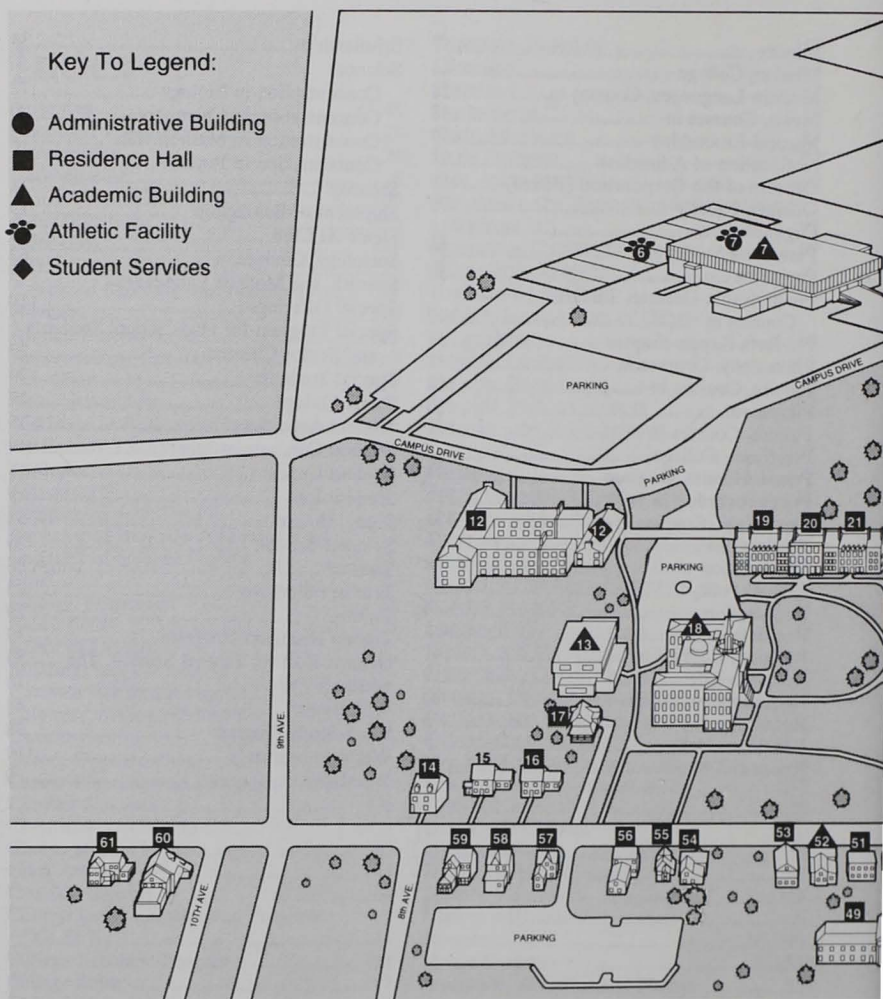 Key To Legend:
Administrative Building
Residence Hall
Academic Building
Athletic Facility
Student Services
6
7
7
PARKING
CAMPUS DRIVE
CAMPUS DRIVE
PARKING
12
12
19
20
21
PARKING
13
18
17
9th AVE.
14
15
16
61
60
59
58
57
56
55
54
53
52
51
10TH AVE.
8th AVE.
49
PARKING